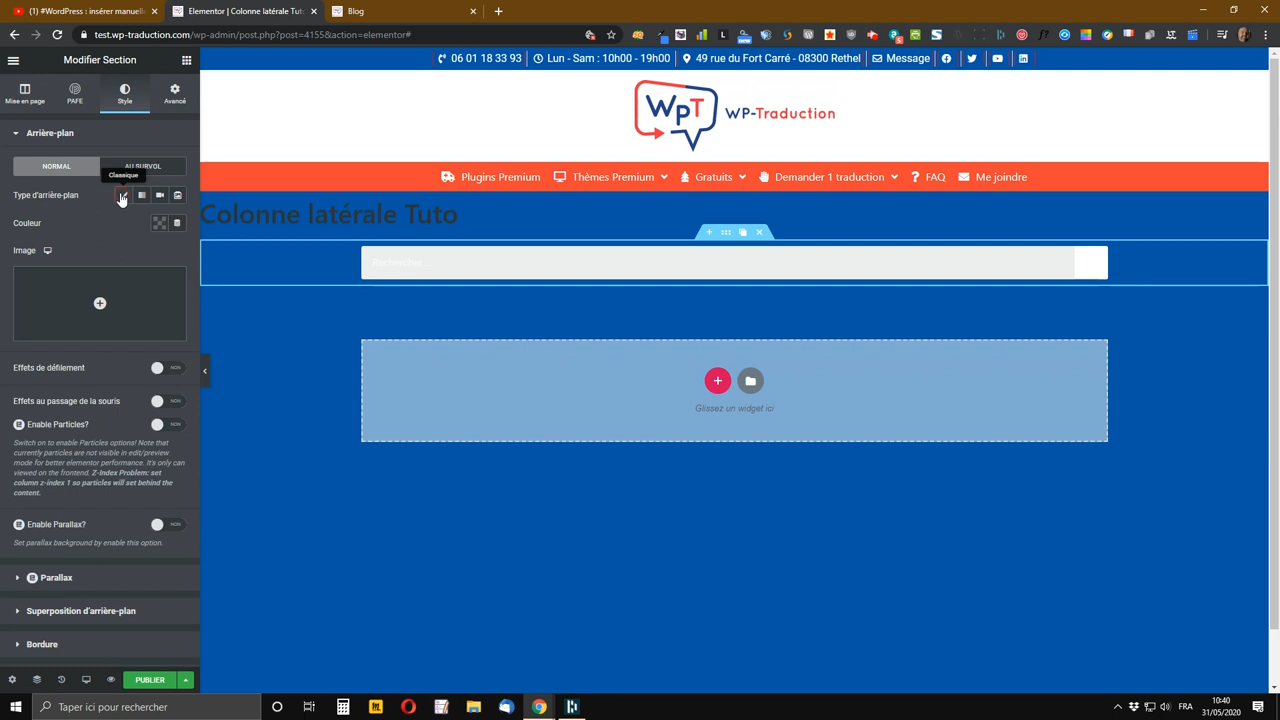 (1) #WordPress : insérez manuell
Elementor | Colonne latérale Tuto
Blog
test.wp-traduction.com/wp-admin/post.php?post=4155&action=elementor#
Modifier Section
Mise en page
PAFE
Style
Avancé
Arrière-plan
NORMAL
AU SURVOL
Classique
Type d'arrière-
Couleur
Image
Effets de défilement
NON
Effets au passage de la souris
NON
Enable Particles?
NON
Switch on to enable Particles options! Note that
currently particles are not visible in edit/preview
mode for better elementor performance. It's only can
viewed on the frontend. Z-Index Problem: set
column z-index 1 so particles will set behind the
content.
Enable Parallax?
NON
Set parallax background by enable this option.
Parallax
Superposition d'arrière-plan
Bordure
PUBLIER
06 01 18 33 93
Lun - Sam : 10h00 - 19h00
49 rue du Fort Carré - 08300 Rethel
Message
WpT WP-Traduction
Plugins Premium
Thèmes Premium
Gratuits
Demander 1 traduction
FAQ
Me joindre
Colonne latérale Tuto
Rechercher...
Glissez un widget ici
Taper ici pour rechercher
FRA
10:40
31/05/2020